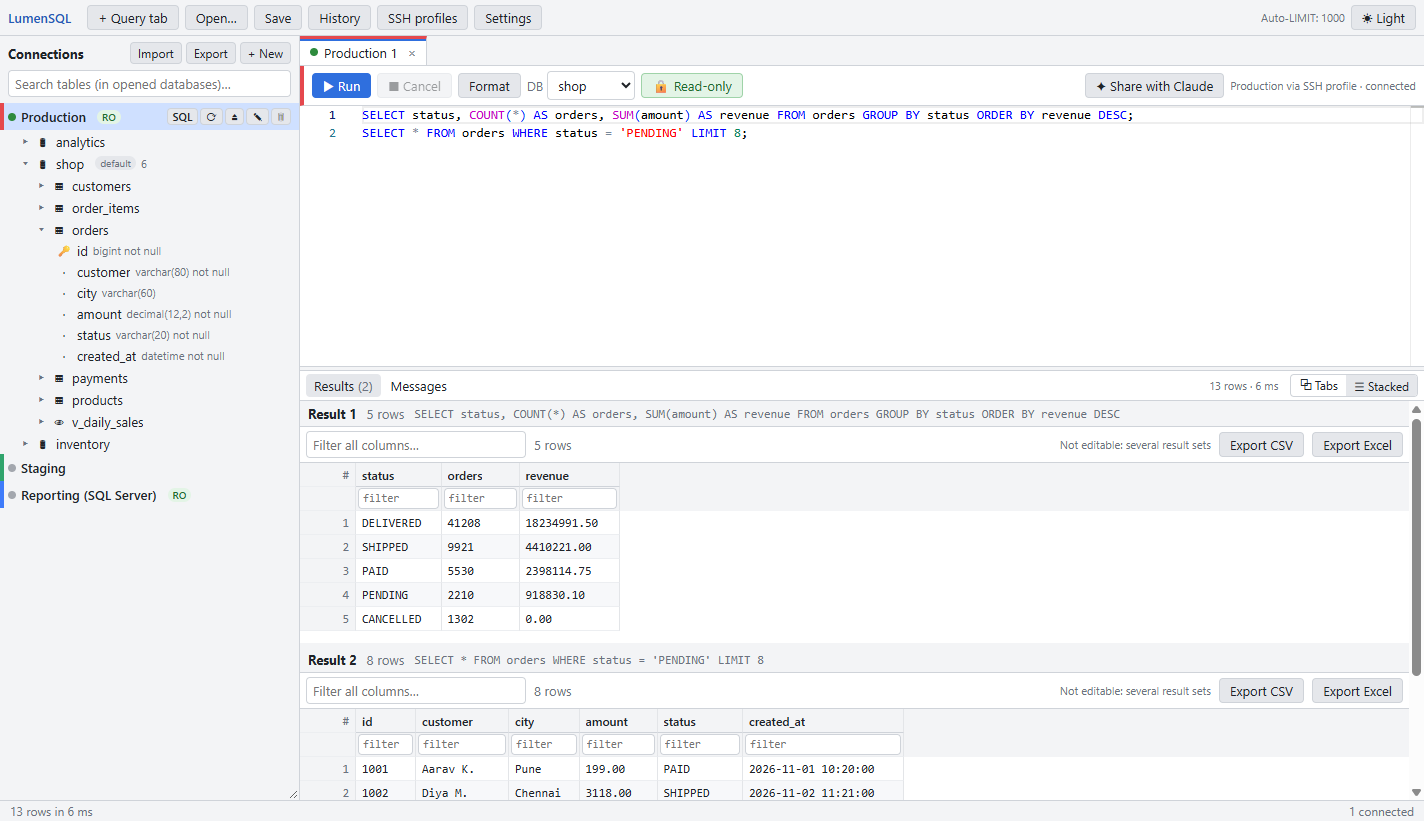 LumenSQL + Query tab Open... Save History SSH profiles Settings Auto-LIMIT: 1000 ☀ Light
Connections Import Export + New
Search tables (in opened databases)...
Production RO SQL
analytics
shop default 6
customers
order_items
orders
id bigint not null
customer varchar(80) not null
city varchar(60)
amount decimal(12,2) not null
status varchar(20) not null
created_at datetime not null
payments
products
v_daily_sales
inventory
Staging
Reporting (SQL Server) RO
Production 1 ×
▶ Run ■ Cancel Format DB shop 🔒 Read-only ✦ Share with Claude Production via SSH profile · connected
1 SELECT status, COUNT(*) AS orders, SUM(amount) AS revenue FROM orders GROUP BY status ORDER BY revenue DESC;
2 SELECT * FROM orders WHERE status = 'PENDING' LIMIT 8;
Results (2) Messages 13 rows · 6 ms Tabs ☰ Stacked
Result 1 5 rows SELECT status, COUNT(*) AS orders, SUM(amount) AS revenue FROM orders GROUP BY status ORDER BY revenue DESC
Filter all columns... 5 rows Not editable: several result sets Export CSV Export Excel
# status orders revenue
filter filter filter
1 DELIVERED 41208 18234991.50
2 SHIPPED 9921 4410221.00
3 PAID 5530 2398114.75
4 PENDING 2210 918830.10
5 CANCELLED 1302 0.00
Result 2 8 rows SELECT * FROM orders WHERE status = 'PENDING' LIMIT 8
Filter all columns... 8 rows Not editable: several result sets Export CSV Export Excel
# id customer city amount status created_at
filter filter filter filter filter filter
1 1001 Aarav K. Pune 199.00 PAID 2026-11-01 10:20:00
2 1002 Diya M. Chennai 3118.00 SHIPPED 2026-11-02 11:21:00
13 rows in 6 ms 1 connected